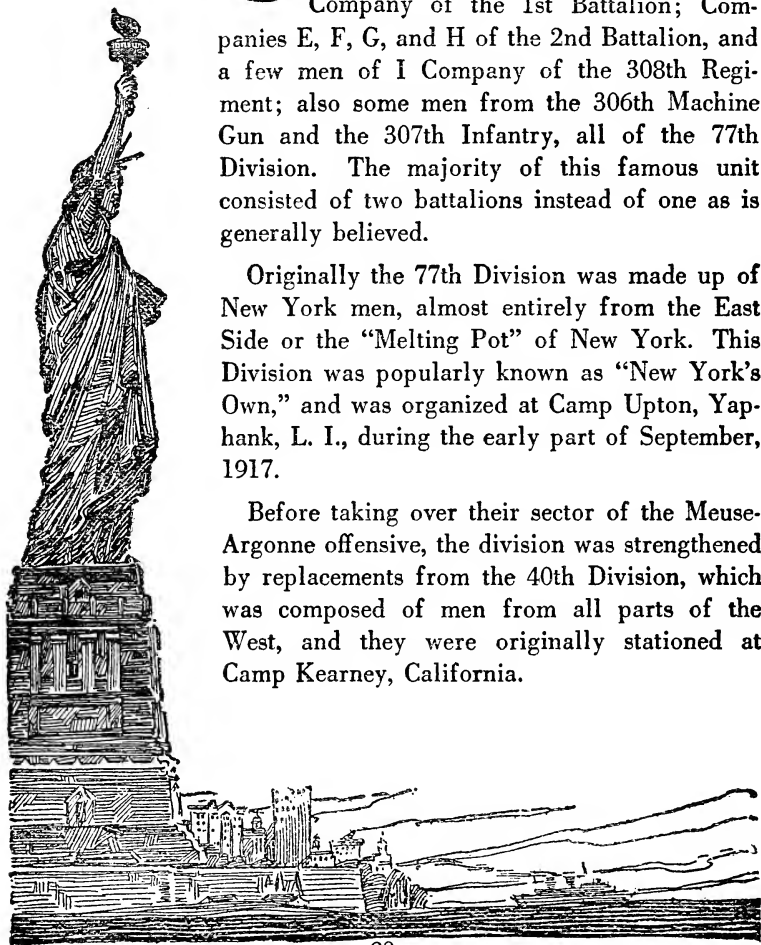 Company of the 1st Battalion; Com-
panies E, F, G, and H of the 2nd Battalion, and
a few men of I Company of the 308th Regi-
ment; also some men from the 306th Machine
Gun and the 307th Infantry, all of the 77th
Division. The majority of this famous unit
consisted of two battalions instead of one as is
generally believed.
Originally the 77th Division was made up of
New York men, almost entirely from the East
Side or the “Melting Pot” of New York. This
Division was popularly known as “New York’s
Own,” and was organized at Camp Upton, Yap-
hank, L. I., during the early part of September,
1917.
Before taking over their sector of the Meuse-
Argonne offensive, the division was strengthened
by replacements from the 40th Division, which
was composed of men from all parts of the
West, and they were originally stationed at
Camp Kearney, California.